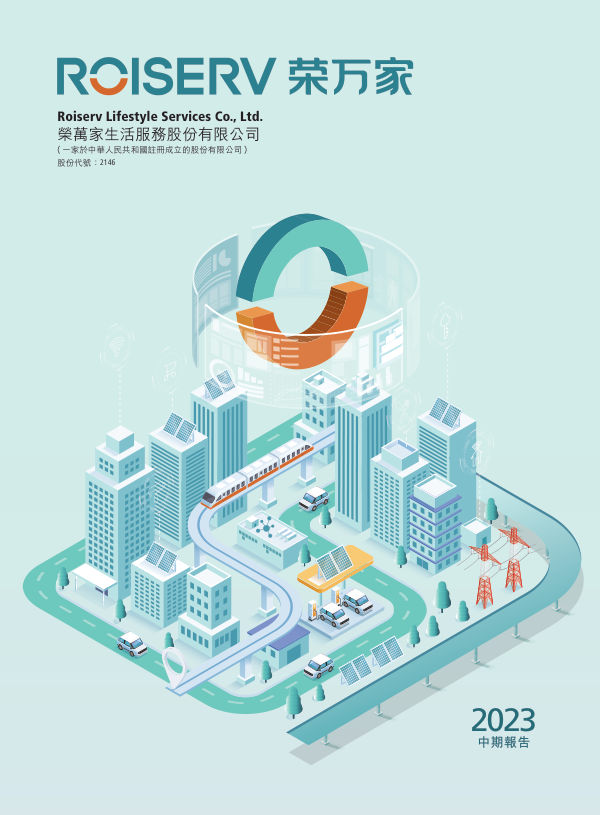 ROISERV 荣万家
Roiserv Lifestyle Services Co., Ltd.
榮萬家生活服務股份有限公司
(一家於中華人民共和國註冊成立的股份有限公司)
股份代號：2146
2023
中期報告